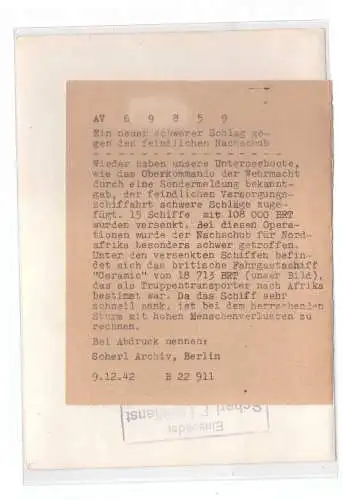 AV 6 9 8 5 9
Ein neuer schwerer Schlag ge-
gen den feindlichen Nachschub
- - - - - - - - - - - - - - -
Wieder haben unsere Unterseeboote,
wie das Oberkommando der Wehrmacht
durch eine Sondermeldung bekannt-
gab, der feindlichen Versorgungs-
schiffahrt schwere Schläge zuge-
fügt. 15 Schiffe mit 108 000 BRT
wurden versenkt. Bei diesen Opera-
tionen wurde der Nachschub für Nord-
afrika besonders schwer getroffen.
Unter den versenkten Schiffen befin-
det sich das britische Fahrgastschiff
"Ceramic" von 18 713 BRT (unser Bild),
das als Truppentransporter nach Afrika
bestimmt war. Da das Schiff sehr
schnell sank, ist bei dem herrschenden
Sturm mit hohen Menschenverlusten zu
rechnen.
Bei Abdruck nennen:
Scherl Archiv, Berlin
9.12.42 B 22 911
Einsender
Scherl